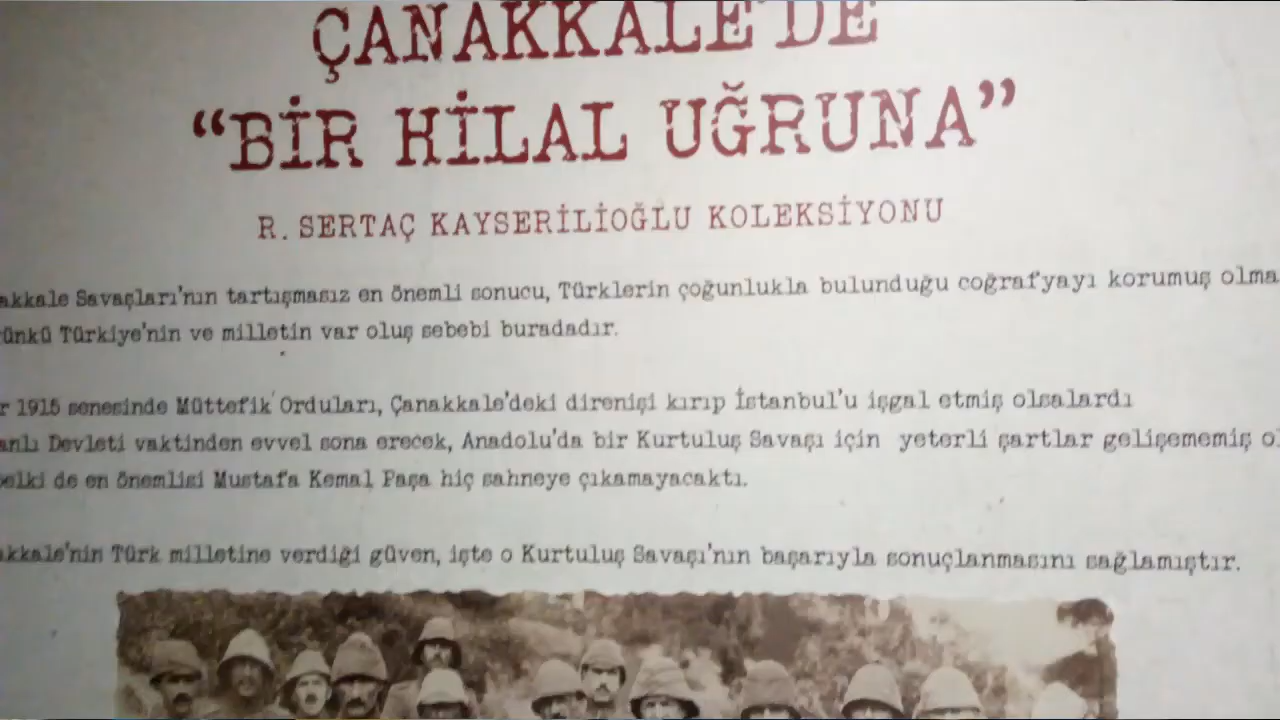 ÇANAKKALE'DE
“BİR HİLAL UĞRUNA”
R. SERTAÇ KAYSERİLİOĞLU KOLEKSİYONU
akkale Savaşları'nın tartışmasız en önemli sonucu, Türklerin çoğunlukla bulunduğu coğrafyayı korumuş olma
ünkü Türkiye'nin ve milletin var oluş sebebi buradadır.
r 1915 senesinde Müttefik Orduları, Çanakkale'deki direnişi kırıp İstanbul'u işgal etmiş olsalardı
anlı Devleti vaktinden evvel sona erecek, Anadolu'da bir Kurtuluş Savaşı için yeterli şartlar gelişememiş ol
belki de en önemlisi Mustafa Kemal Paşa hiç sahneye çıkamayacaktı.
akkale'nin Türk milletine verdiği güven, işte o Kurtuluş Savaşı'nın başarıyla sonuçlanmasını sağlamıştır.